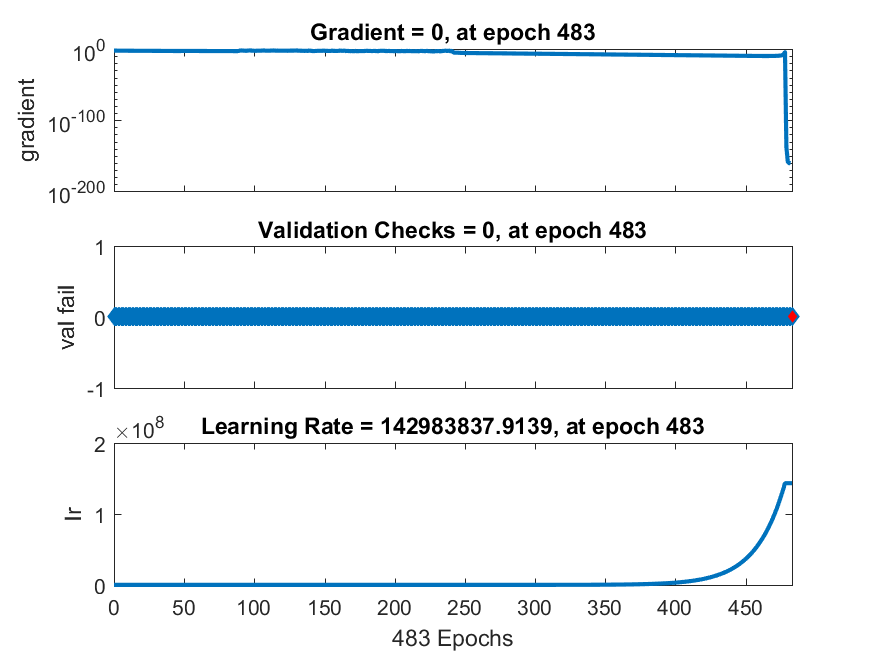 Gradient = 0, at epoch 483
10^0
10^-100
10^-200
gradient
Validation Checks = 0, at epoch 483
1
0
-1
val fail
×10^8
Learning Rate = 142983837.9139, at epoch 483
2
1
0
lr
0 50 100 150 200 250 300 350 400 450
483 Epochs